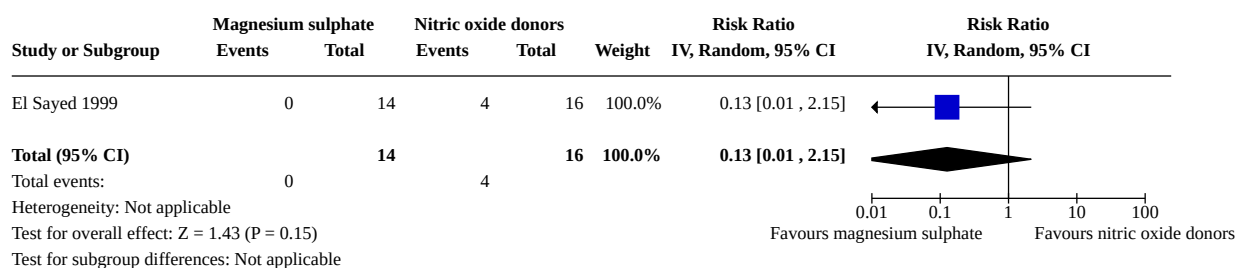 Magnesium sulphate Nitric oxide donors Risk Ratio Risk Ratio
Study or Subgroup Events Total Events Total Weight IV, Random, 95% CI IV, Random, 95% CI
El Sayed 1999 0 14 4 16 100.0% 0.13 [0.01 , 2.15]
Total (95% CI) 14 16 100.0% 0.13 [0.01 , 2.15]
Total events: 0 4
Heterogeneity: Not applicable 0.01 0.1 1 10 100
Test for overall effect: Z = 1.43 (P = 0.15) Favours magnesium sulphate Favours nitric oxide donors
Test for subgroup differences: Not applicable